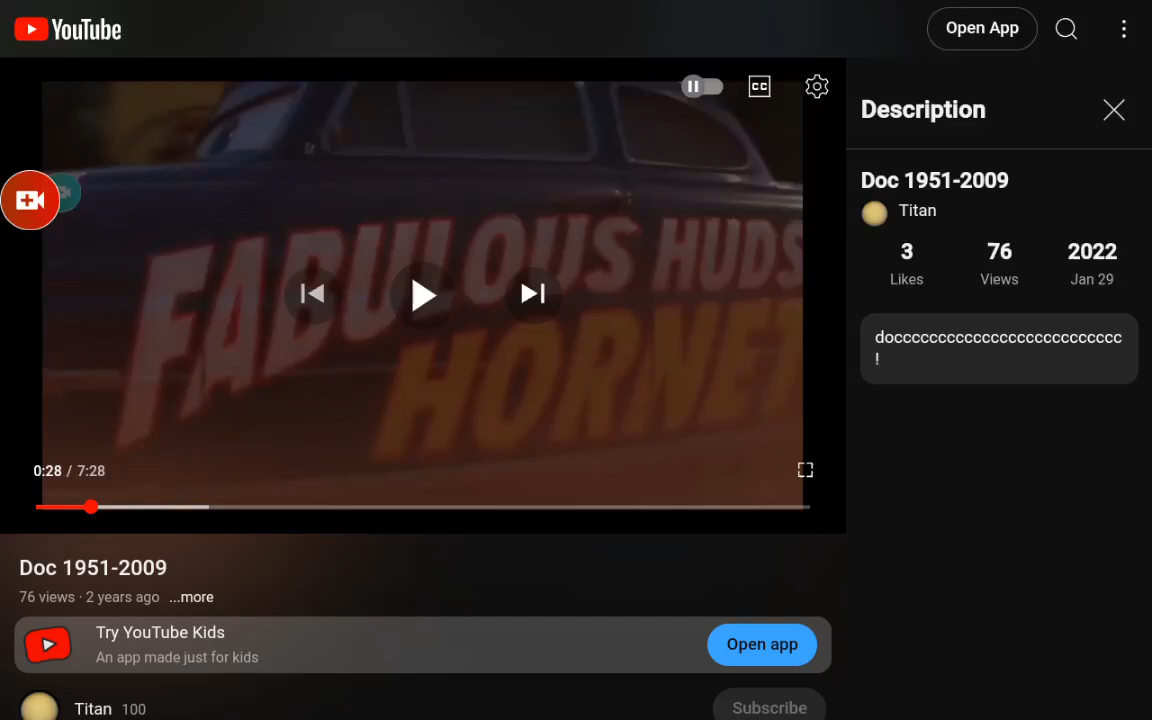 YouTube
Open App
CC
Description
Doc 1951-2009
Titan
3
Likes
76
Views
2022
Jan 29
docccccccccccccccccccccccccc
!
FABULOUS HUDS
HORNET
0:28 / 7:28
Doc 1951-2009
76 views · 2 years ago ...more
Try YouTube Kids
An app made just for kids
Open app
Titan 100
Subscribe